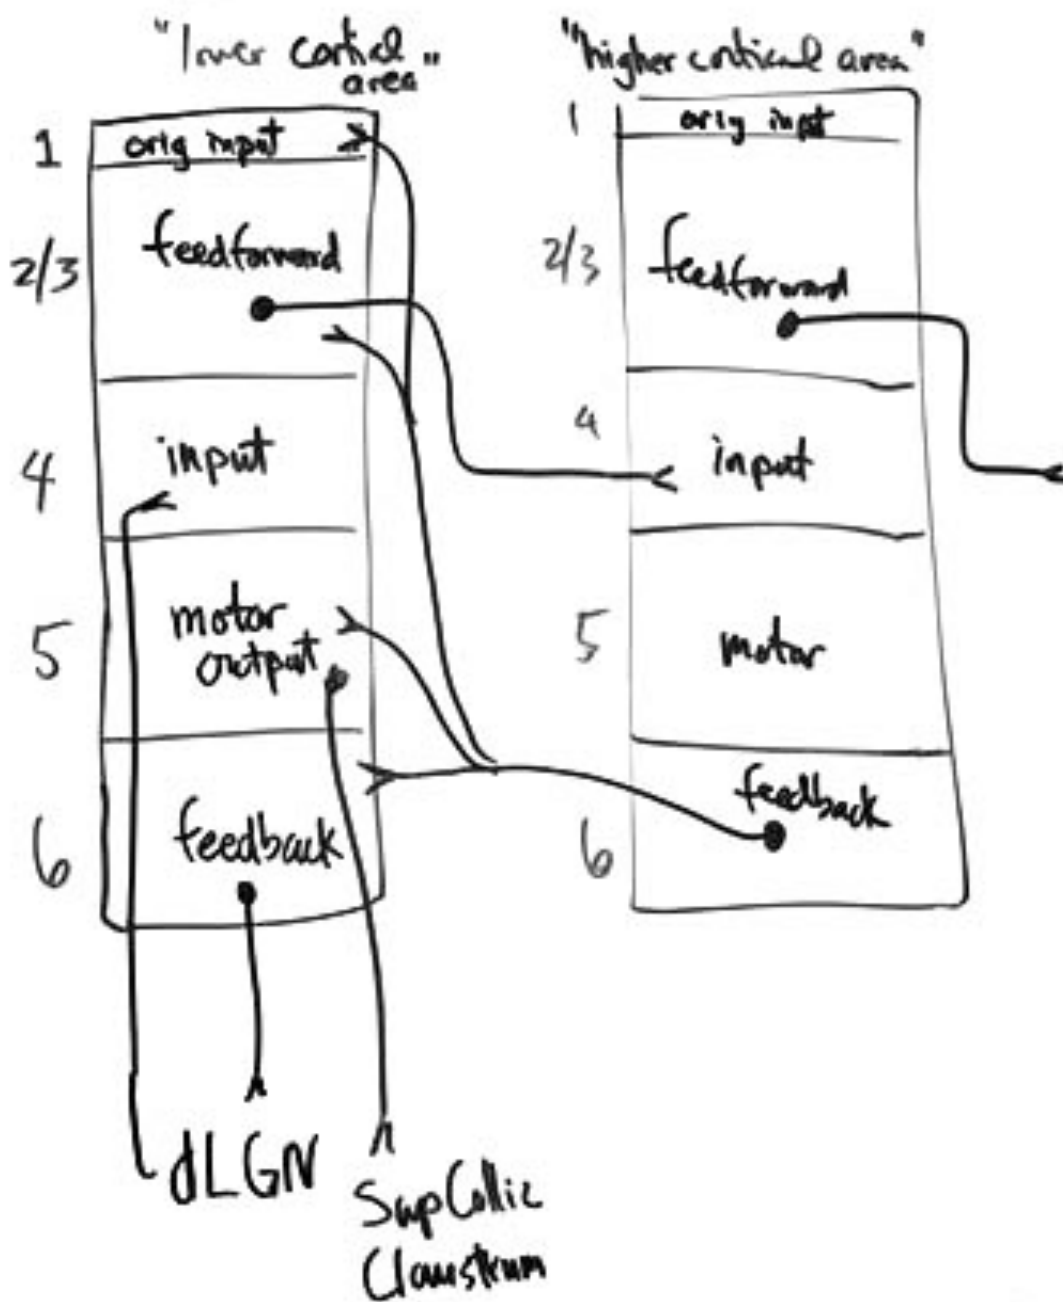 "lower cortical
area"
"higher cortical area"
1
orig input
1
orig input
2/3
feedforward
2/3
feedforward
4
input
4
input
5
motor
output
5
motor
6
feedback
6
feedback
dLGN
SupCollic
Claustrum